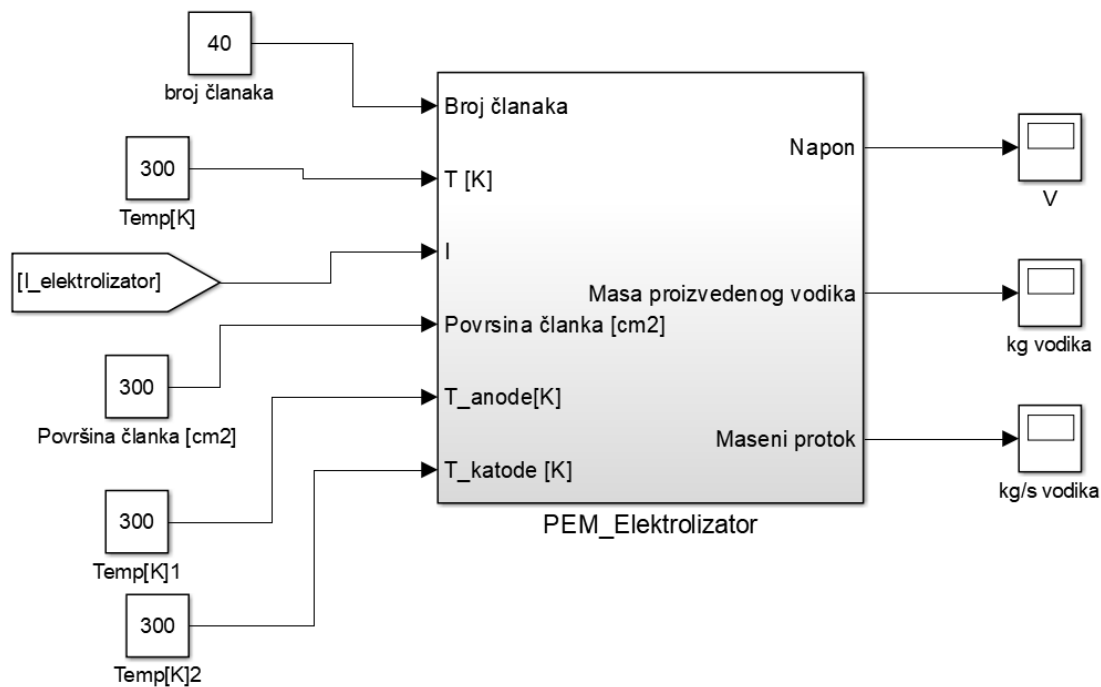 40
broj članaka
300
Temp[K]
[I_elektrolizator]
300
Površina članka [cm2]
300
Temp[K]1
300
Temp[K]2
Broj članaka
T [K]
I
Povrsina članka [cm2]
T_anode[K]
T_katode [K]
Napon
Masa proizvedenog vodika
Maseni protok
PEM_Elektrolizator
V
kg vodika
kg/s vodika